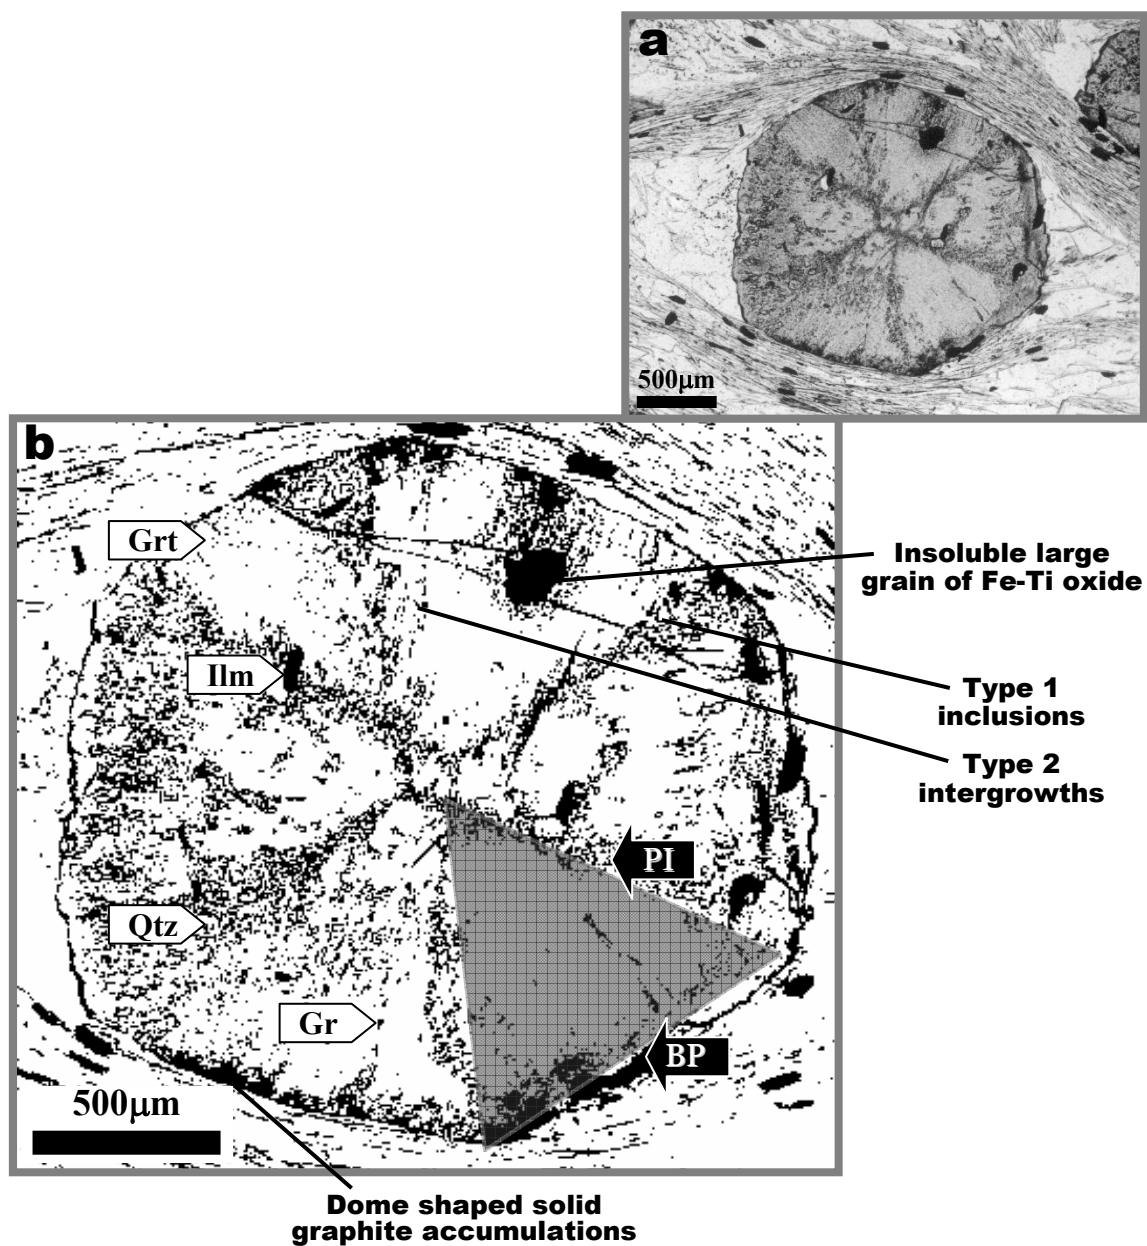 a
500µm
b
Grt
Insoluble large
grain of Fe-Ti oxide
Ilm
Type 1
inclusions
Type 2
intergrowths
PI
Qtz
Gr
BP
500µm
Dome shaped solid
graphite accumulations